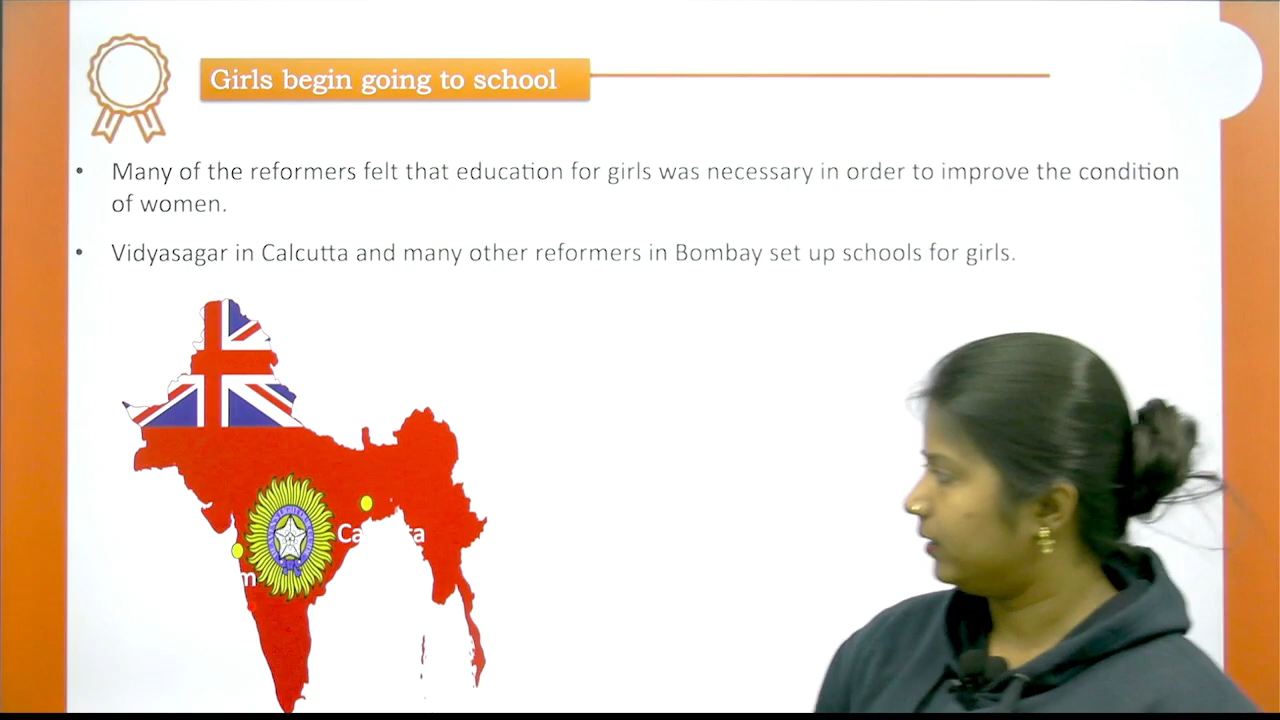 Girls begin going to school
• Many of the reformers felt that education for girls was necessary in order to improve the condition
of women.
• Vidyasagar in Calcutta and many other reformers in Bombay set up schools for girls.